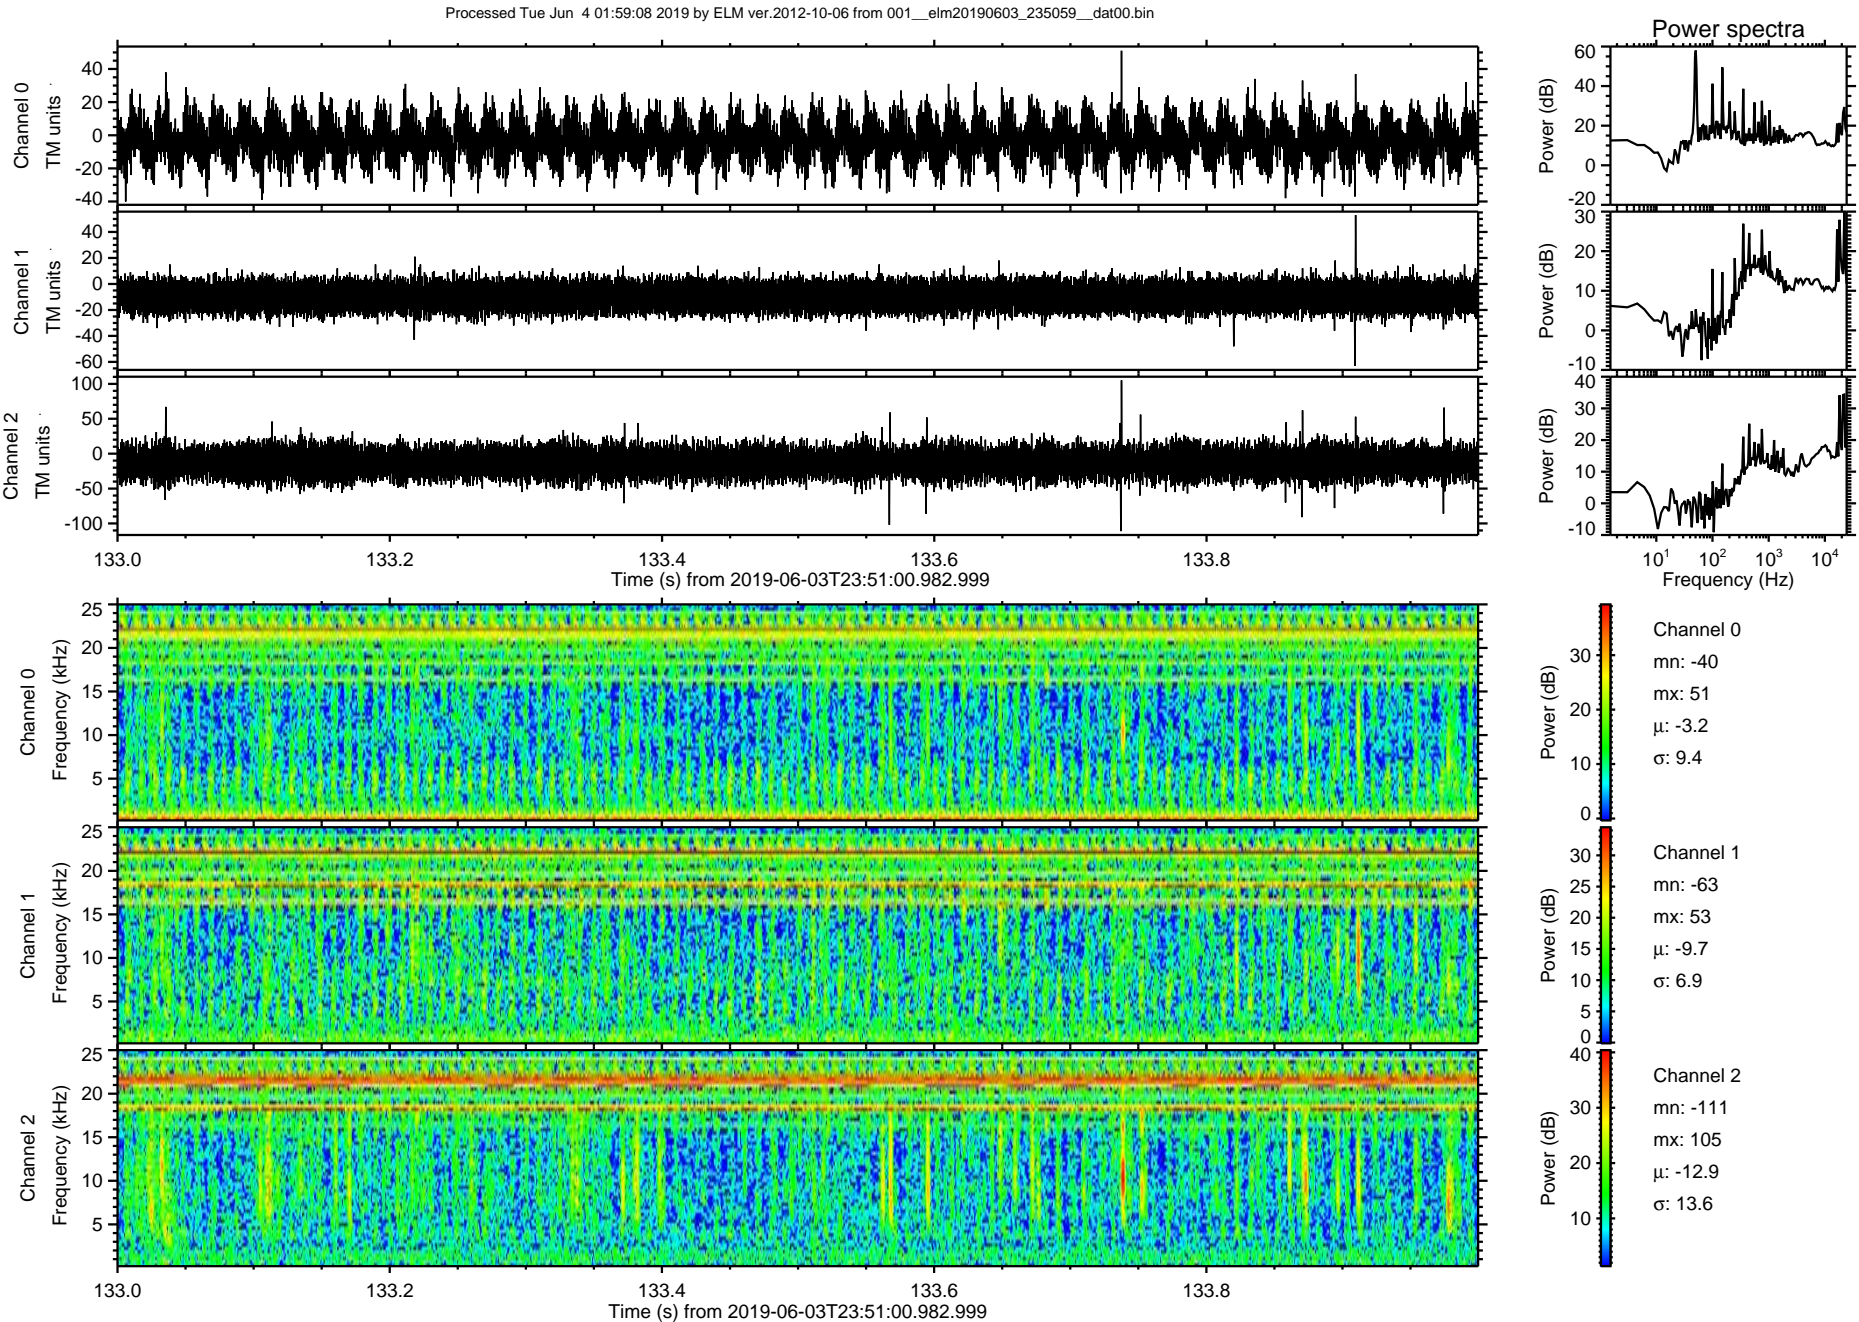 Processed Tue Jun  4 01:59:08 2019 by ELM ver.2012-10-06 from 001__elm20190603_235059__dat00.bin
Power spectra
Channel 0
TM units
40
20
0
-20
-40
Power (dB)
60
40
20
0
-20
Channel 1
TM units
40
20
0
-20
-40
-60
Power (dB)
30
20
10
0
-10
Channel 2
TM units
100
50
0
-50
-100
Power (dB)
40
30
20
10
0
-10
133.0 133.2 133.4 133.6 133.8
Time (s) from 2019-06-03T23:51:00.982.999
10¹ 10² 10³ 10⁴
Frequency (Hz)
Channel 0
Frequency (kHz)
25
20
15
10
5
Power (dB)
30
20
10
0
Channel 0
mn: -40
mx: 51
μ: -3.2
σ: 9.4
Channel 1
Frequency (kHz)
25
20
15
10
5
Power (dB)
30
25
20
15
10
5
0
Channel 1
mn: -63
mx: 53
μ: -9.7
σ: 6.9
Channel 2
Frequency (kHz)
25
20
15
10
5
Power (dB)
40
30
20
10
Channel 2
mn: -111
mx: 105
μ: -12.9
σ: 13.6
133.0 133.2 133.4 133.6 133.8
Time (s) from 2019-06-03T23:51:00.982.999